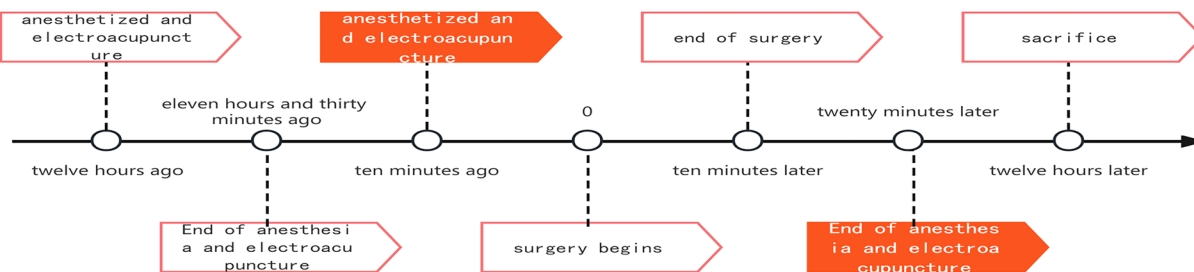 anesthetized and
electroacupunct
ure
anesthetized an
d electroacupun
cture
end of surgery
sacrifice
eleven hours and thirty
minutes ago
0
twenty minutes later
twelve hours ago
ten minutes ago
ten minutes later
twelve hours later
End of anesthesi
a and electroacu
puncture
surgery begins
End of anesthes
ia and electroa
cupuncture